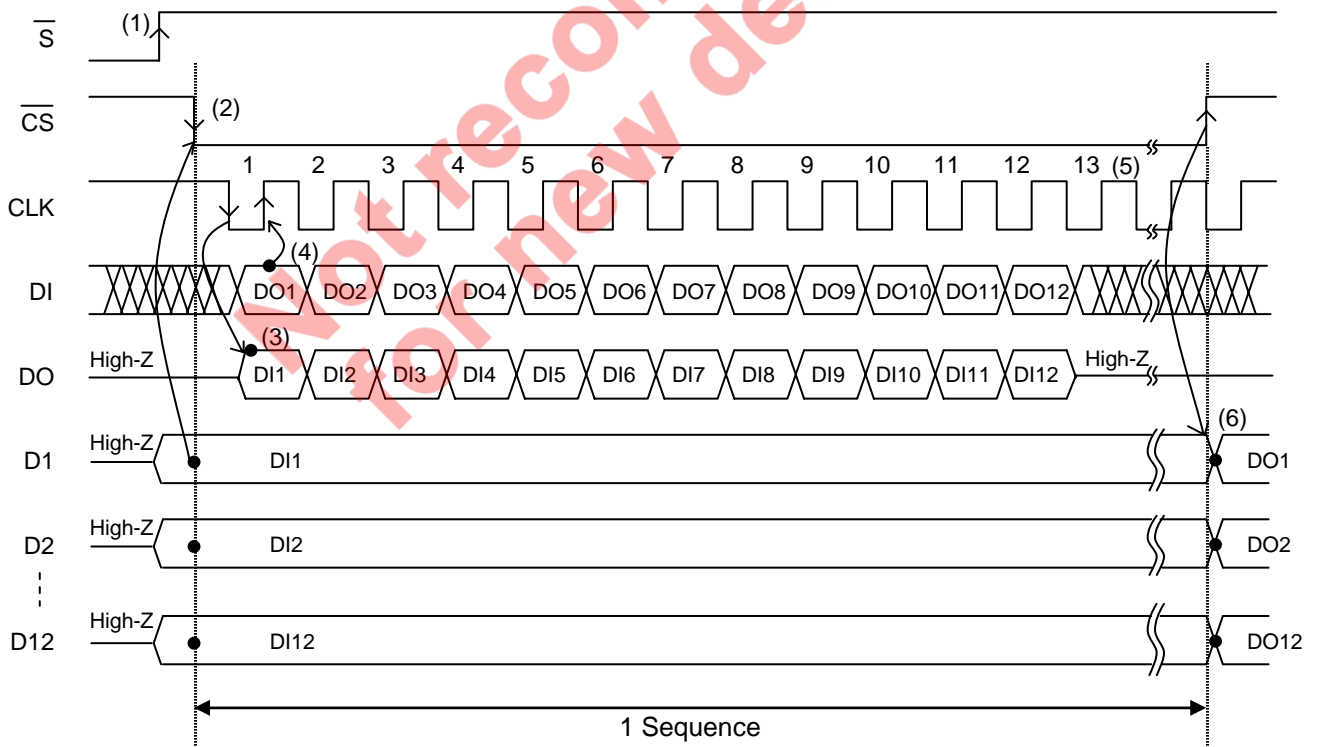 (1)
S
(2)
CS
1 2 3 4 5 6 7 8 9 10 11 12 13 (5)
CLK
(4)
DI DO1 DO2 DO3 DO4 DO5 DO6 DO7 DO8 DO9 DO10 DO11 DO12
(3)
DO High-Z DI1 DI2 DI3 DI4 DI5 DI6 DI7 DI8 DI9 DI10 DI11 DI12 High-Z
(6)
D1 High-Z DI1 DO1
D2 High-Z DI2 DO2
D12 High-Z DI12 DO12
1 Sequence
Not recom
for new de